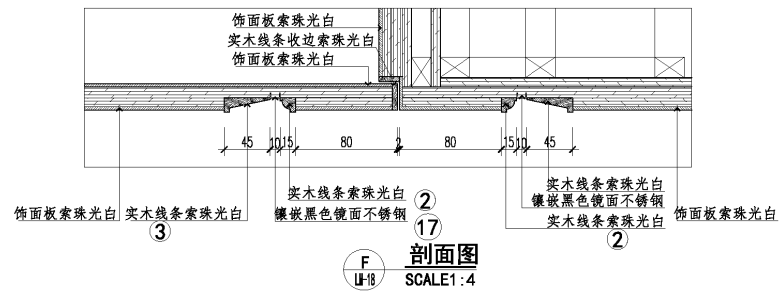 饰面板索珠光白
实木线条收边索珠光白
饰面板索珠光白
45 10 15 80 2 80 15 10 45
实木线条索珠光白 ②
镶嵌黑色镜面不锈钢 ⑰
饰面板索珠光白
实木线条索珠光白 ③
实木线条索珠光白
镶嵌黑色镜面不锈钢
实木线条索珠光白 ②
饰面板索珠光白
F
剖面图
SCALE1:4